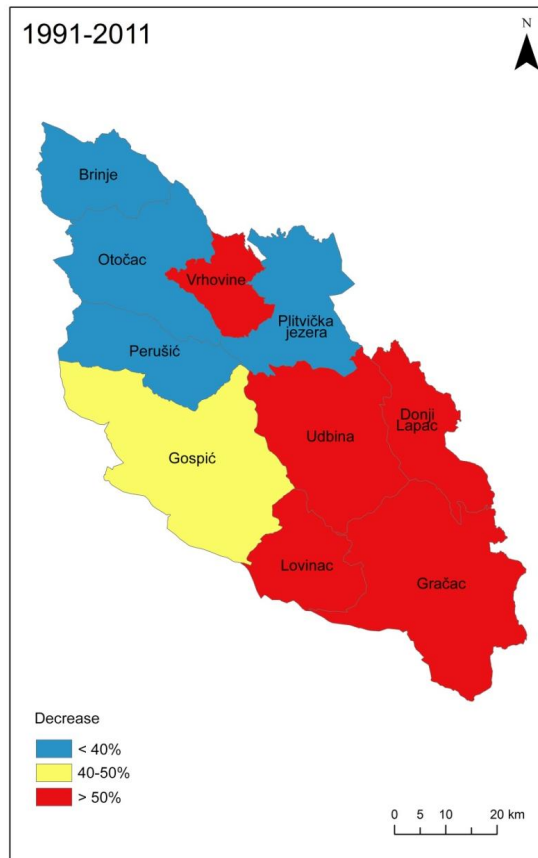 1991-2011
N
Brinje
Otočac
Vrhovine
Plitvička
jezera
Perušić
Donji
Lapac
Udbina
Gospić
Lovinac
Gračac
Decrease
< 40%
40-50%
> 50%
0 5 10 20 km